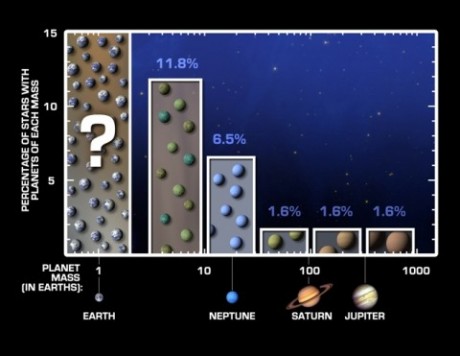 PERCENTAGE OF STARS WITH
PLANETS OF EACH MASS
15
10
5
?
11.8%
6.5%
1.6%
1.6%
1.6%
PLANET
MASS
(IN EARTHS):
1
10
100
1000
EARTH
NEPTUNE
SATURN
JUPITER